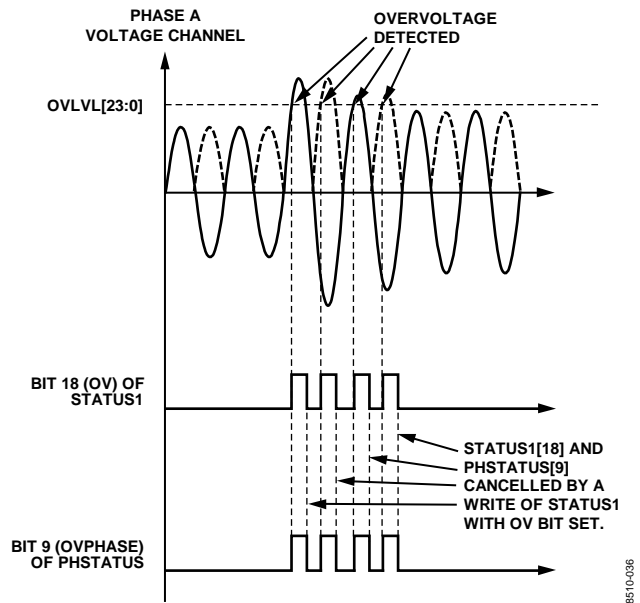 PHASE A
VOLTAGE CHANNEL
OVERVOLTAGE
DETECTED
OVLVL[23:0]
BIT 18 (OV) OF
STATUS1
STATUS1[18] AND
PHSTATUS[9]
CANCELLED BY A
WRITE OF STATUS1
WITH OV BIT SET.
BIT 9 (OVPHASE)
OF PHSTATUS
8510-036